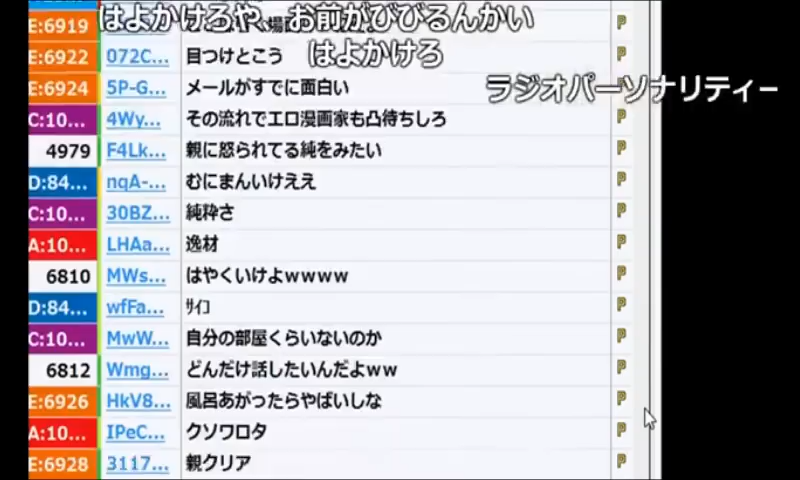 はよかけろや、お前がびびるんかい
E:6919
はよかけろ
E:6922 072C... 目つけとこう P
ラジオパーソナリティー
E:6924 5P-G... メールがすでに面白い P
C:10... 4Wy... その流れでエロ漫画家も凸待ちしろ P
4979 F4Lk... 親に怒られてる純をみたい P
D:84... nqA-... むにまんいけええ P
C:10... 30BZ... 純粋さ P
A:10... LHAa... 逸材 P
6810 MWs... はやくいけよwwww P
D:84... wfFa... ｻｲｺ P
C:10... MwW... 自分の部屋くらいないのか P
6812 Wmg... どんだけ話したいんだよww P
E:6926 HkV8... 風呂あがったらやばいしな P
A:10... IPeC... クソワロタ P
E:6928 3117... 親クリア P